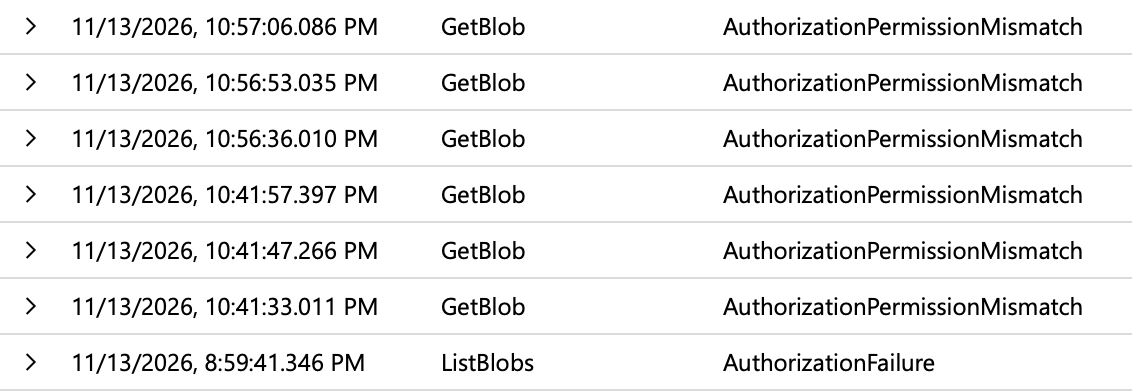 11/13/2026, 10:57:06.086 PM GetBlob AuthorizationPermissionMismatch
11/13/2026, 10:56:53.035 PM GetBlob AuthorizationPermissionMismatch
11/13/2026, 10:56:36.010 PM GetBlob AuthorizationPermissionMismatch
11/13/2026, 10:41:57.397 PM GetBlob AuthorizationPermissionMismatch
11/13/2026, 10:41:47.266 PM GetBlob AuthorizationPermissionMismatch
11/13/2026, 10:41:33.011 PM GetBlob AuthorizationPermissionMismatch
11/13/2026, 8:59:41.346 PM ListBlobs AuthorizationFailure